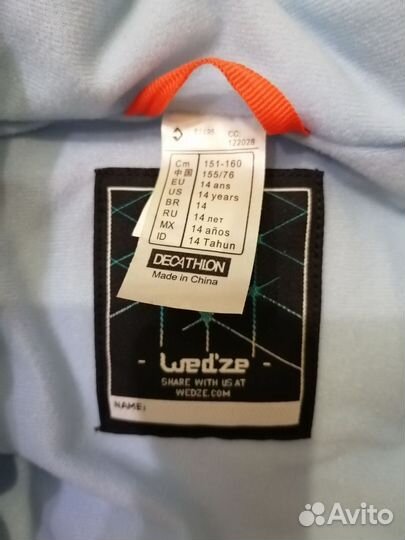 CC:
122028
Cm 151-160
中国 155/76
EU 14 ans
US 14 years
BR 14
RU 14 лет
MX 14 años
ID 14 Tahun
DECATHLON
Made in China
- Wed'ze -
SHARE WITH US AT
WEDZE.COM
NAME:
Avito